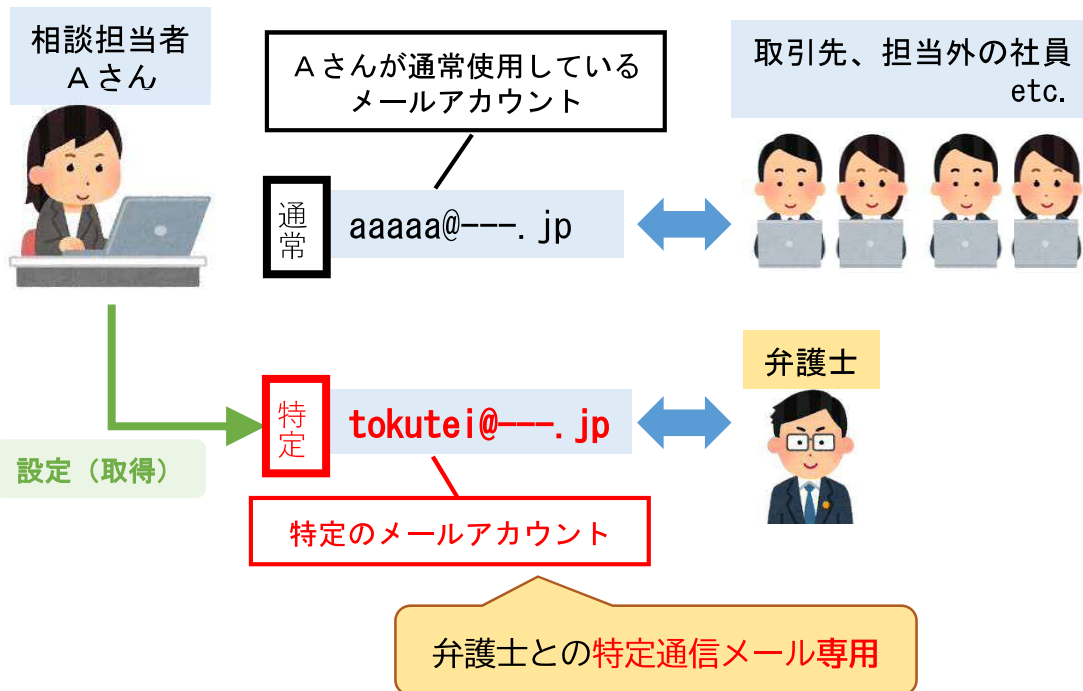 相談担当者
Aさん
Aさんが通常使用している
メールアカウント
取引先、担当外の社員
etc.
通常
aaaaa@---.jp
弁護士
特定
tokutei@---.jp
設定（取得）
特定のメールアカウント
弁護士との特定通信メール専用